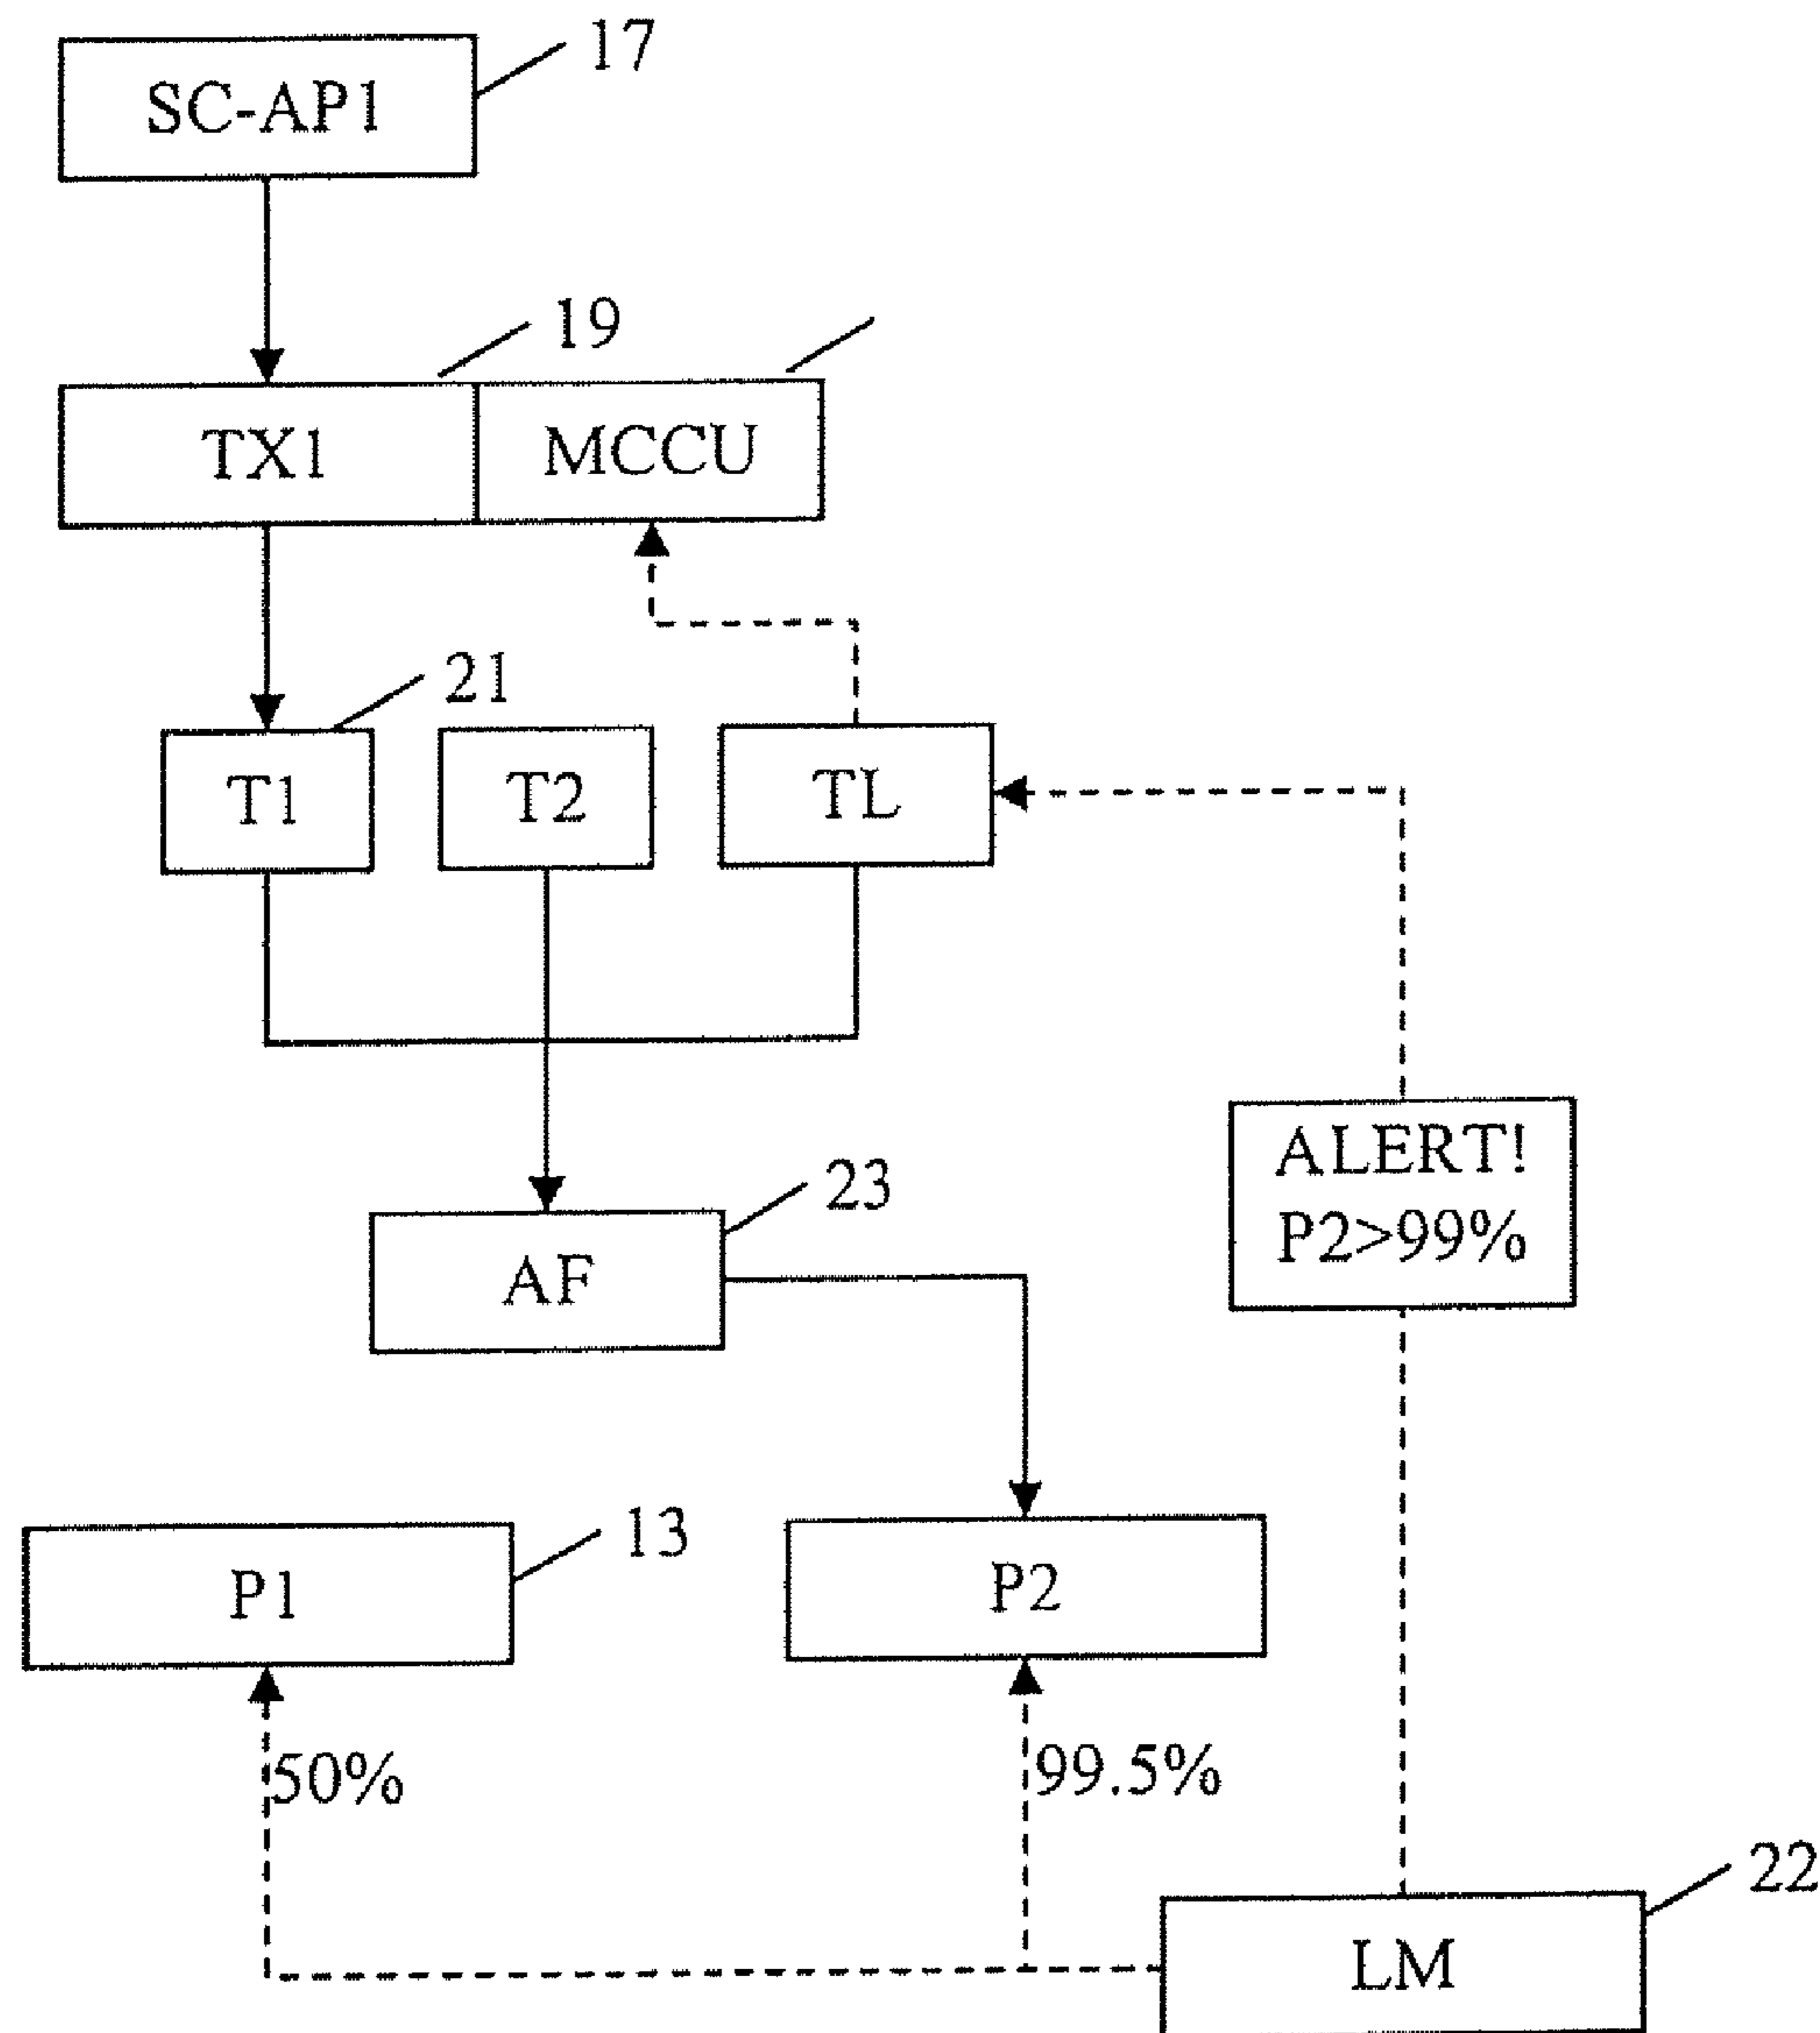 17
SC-AP1
19
TX1
MCCU
21
T1
T2
TL
ALERT!
P2>99%
23
AF
13
P1
P2
50%
99.5%
22
LM